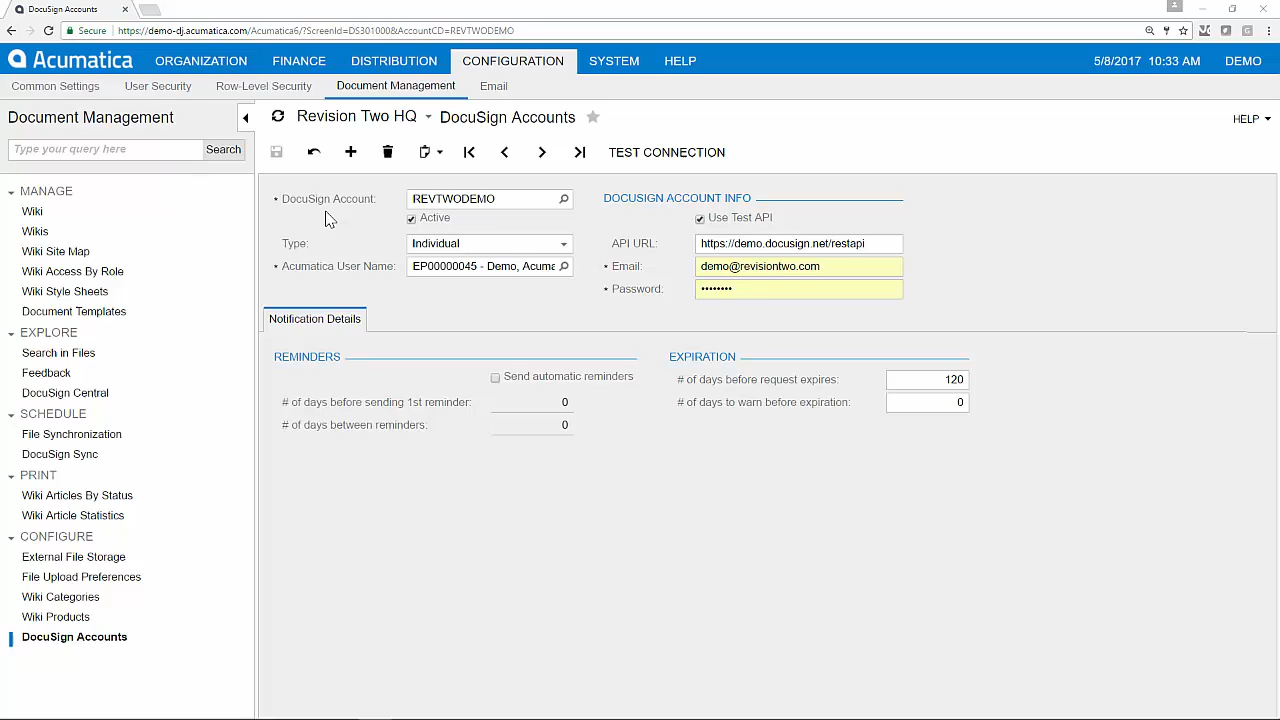 DocuSign Accounts
Secure https://demo-dj.acumatica.com/Acumatica6/?ScreenId=DS301000&AccountCD=REVTWODEMO
Acumatica ORGANIZATION FINANCE DISTRIBUTION CONFIGURATION SYSTEM HELP 5/8/2017 10:33 AM DEMO
Common Settings User Security Row-Level Security Document Management Email
Document Management
Revision Two HQ DocuSign Accounts HELP
Type your query here Search
TEST CONNECTION
MANAGE
Wiki
Wikis
Wiki Site Map
Wiki Access By Role
Wiki Style Sheets
Document Templates
EXPLORE
Search in Files
Feedback
DocuSign Central
SCHEDULE
File Synchronization
DocuSign Sync
PRINT
Wiki Articles By Status
Wiki Article Statistics
CONFIGURE
External File Storage
File Upload Preferences
Wiki Categories
Wiki Products
DocuSign Accounts
* DocuSign Account: REVTWODEMO
Active
Type: Individual
* Acumatica User Name: EP00000045 - Demo, Acuma
DOCUSIGN ACCOUNT INFO
Use Test API
API URL: https://demo.docusign.net/restapi
* Email: demo@revisiontwo.com
* Password: ••••••••
Notification Details
REMINDERS
Send automatic reminders
# of days before sending 1st reminder: 0
# of days between reminders: 0
EXPIRATION
# of days before request expires: 120
# of days to warn before expiration: 0